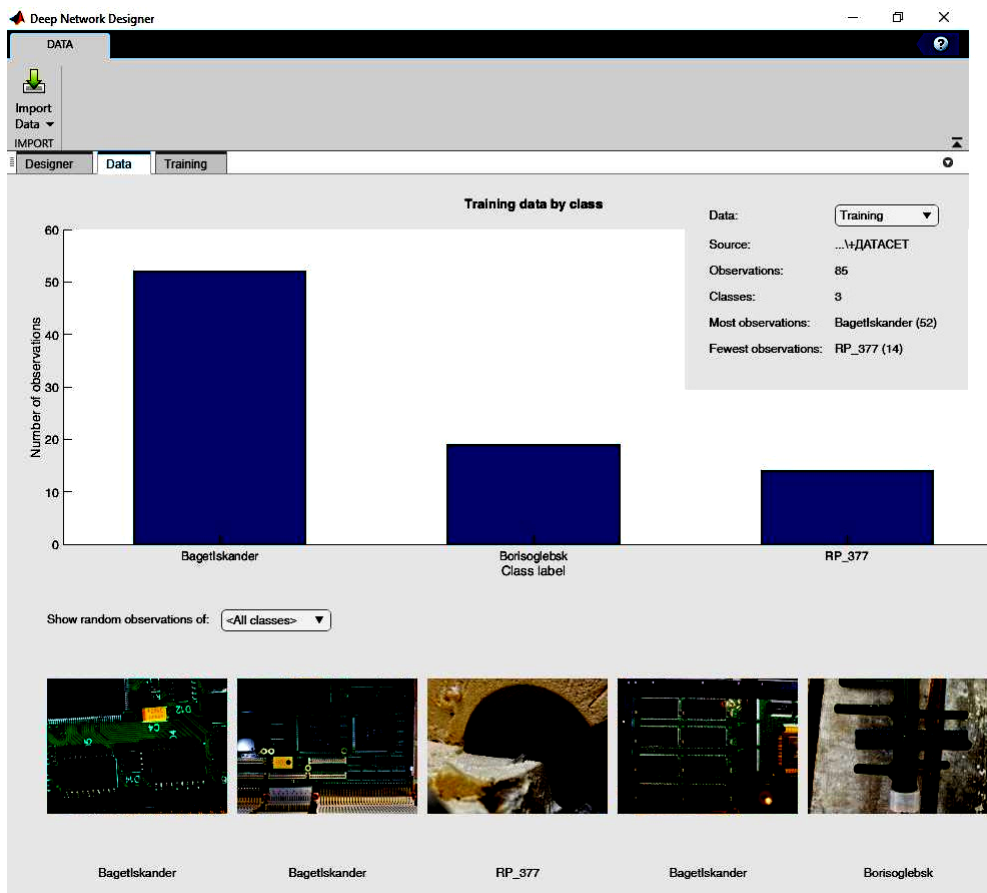 Deep Network Designer
DATA
Import
Data
IMPORT
Designer
Data
Training
Training data by class
Data:
Training
Source:
...\+ДАТАСЕТ
Observations:
85
Classes:
3
Most observations:
BagetIskander (52)
Fewest observations:
RP_377 (14)
Number of observations
60
50
40
30
20
10
0
BagetIskander
Borisoglebsk
RP_377
Class label
Show random observations of:
<All classes>
D12
C4
BagetIskander
BagetIskander
RP_377
BagetIskander
Borisoglebsk